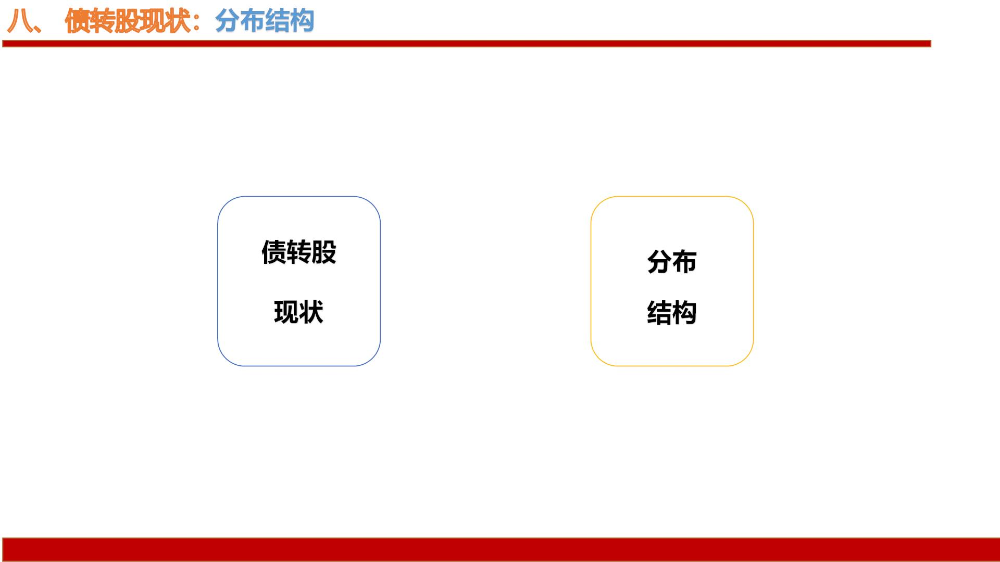 八、 债转股现状：分布结构
债转股
现状
分布
结构